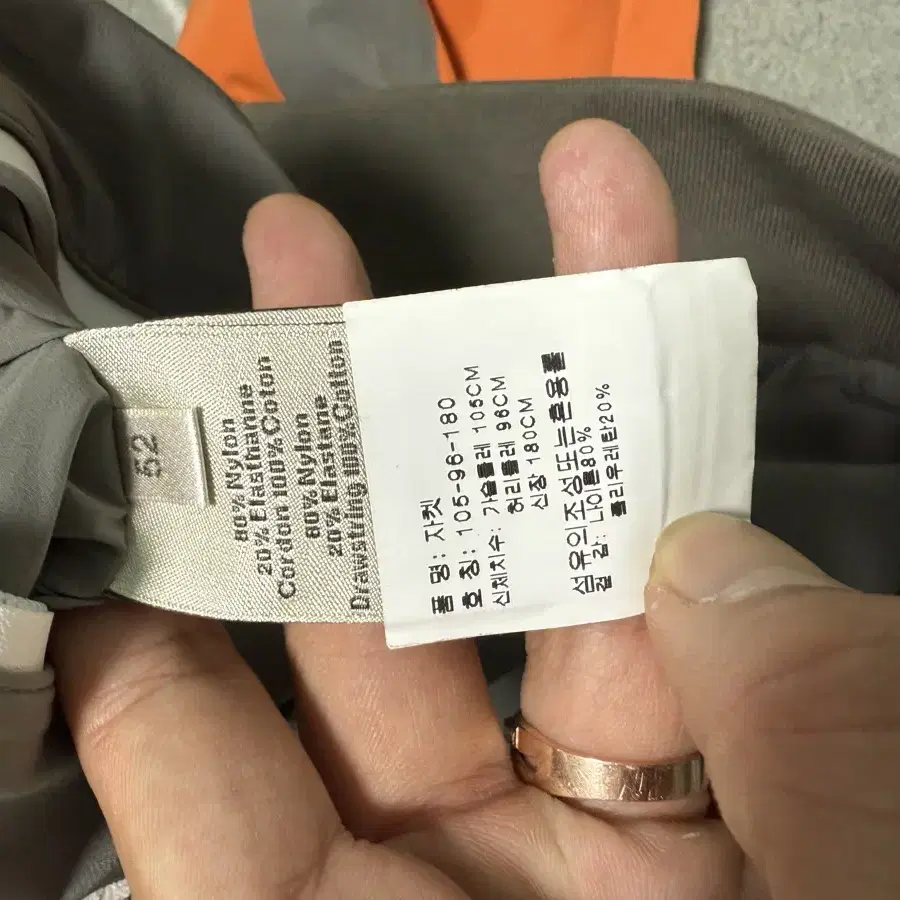 52
80% Nylon
20% Elasthanne
Cordon 100%Coton
80% Nylon
20% Elastane
Drawstring 100%Cotton
품 명: 자켓
호 칭: 105-96-180
신체치수: 가슴둘레 105CM
허리둘레 96CM
신장 180CM
섬유의조성또는혼용률
겉감: 나이론80%
폴리우레탄20%